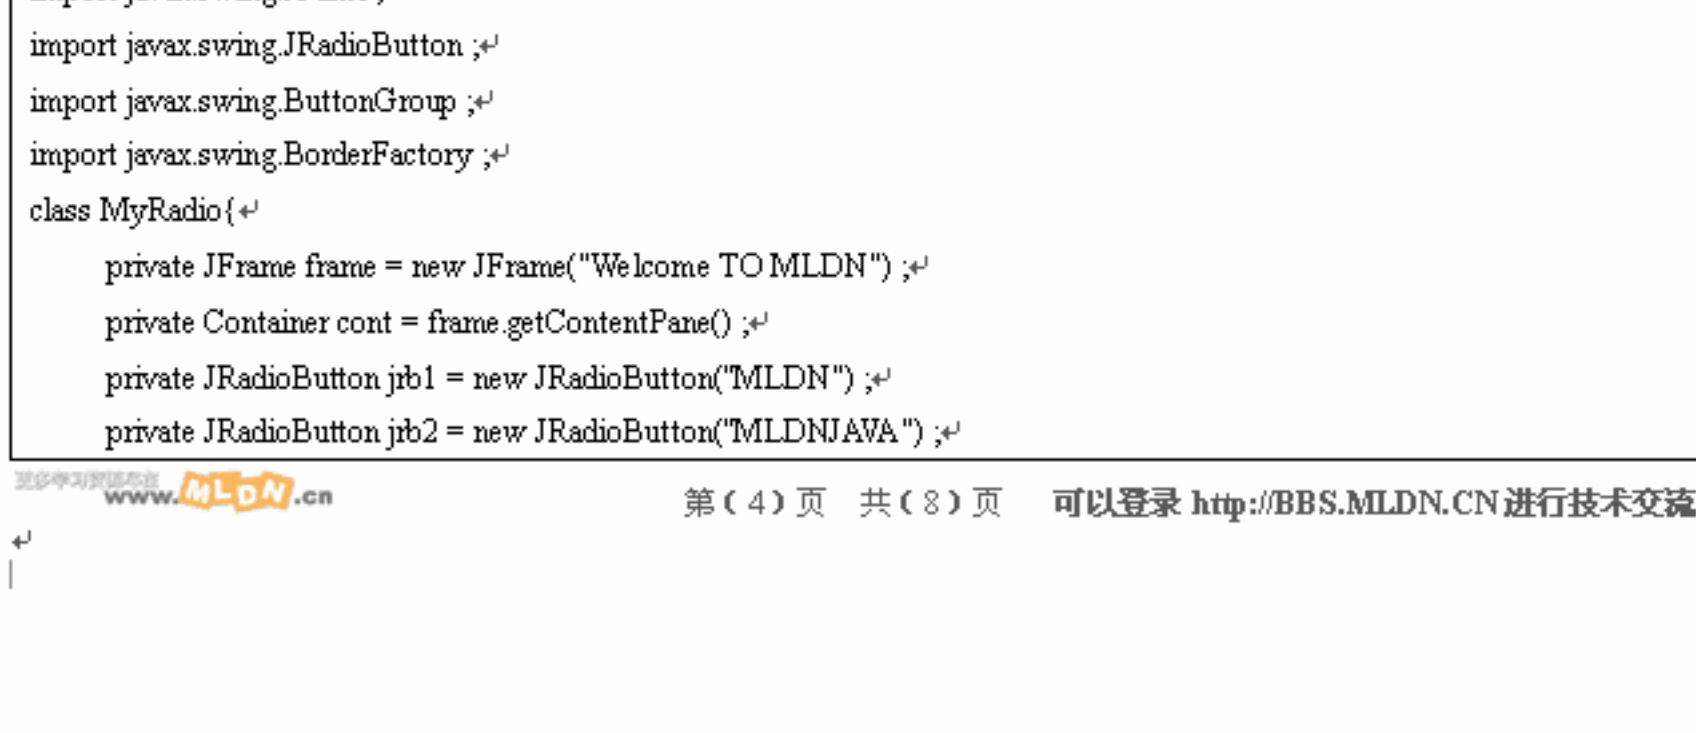 import javax.swing.JRadioButton ;
import javax.swing.ButtonGroup ;
import javax.swing.BorderFactory ;
class MyRadio{
private JFrame frame = new JFrame("Welcome TO MLDN") ;
private Container cont = frame.getContentPane() ;
private JRadioButton jrb1 = new JRadioButton("MLDN") ;
private JRadioButton jrb2 = new JRadioButton("MLDNJAVA") ;
www.MLDN.cn 第（4）页 共（8）页 可以登录 http://BBS.MLDN.CN 进行技术交流